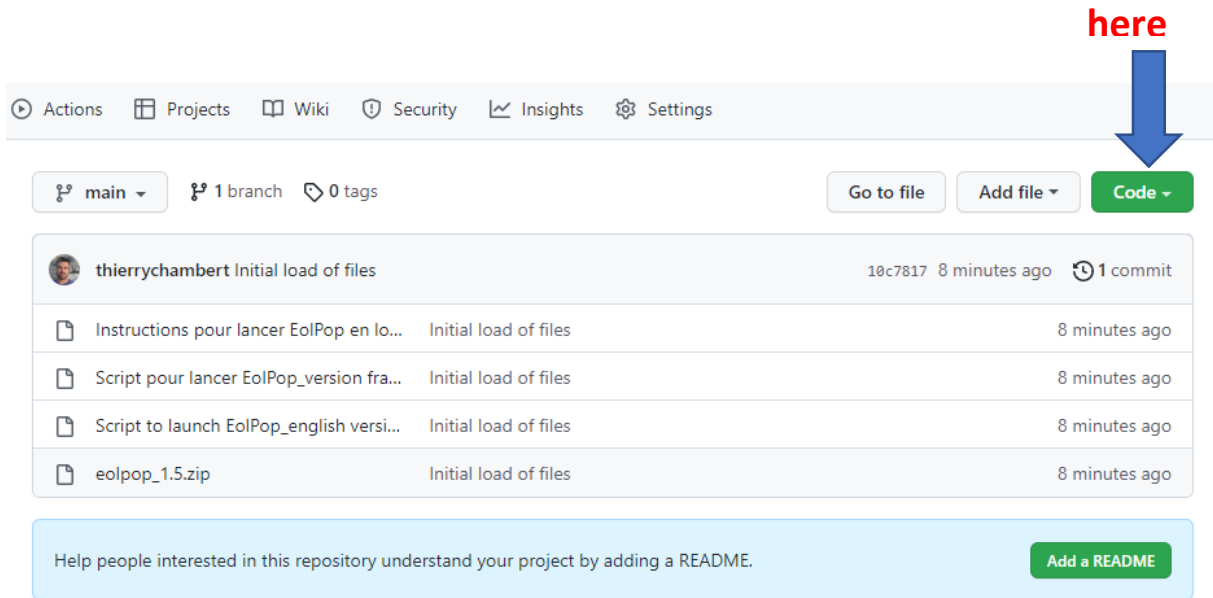 here
Actions Projects Wiki Security Insights Settings
main 1 branch 0 tags Go to file Add file Code
thierrychambert Initial load of files 10c7817 8 minutes ago 1 commit
Instructions pour lancer EolPop en lo... Initial load of files 8 minutes ago
Script pour lancer EolPop_version fra... Initial load of files 8 minutes ago
Script to launch EolPop_english versi... Initial load of files 8 minutes ago
eolpop_1.5.zip Initial load of files 8 minutes ago
Help people interested in this repository understand your project by adding a README. Add a README